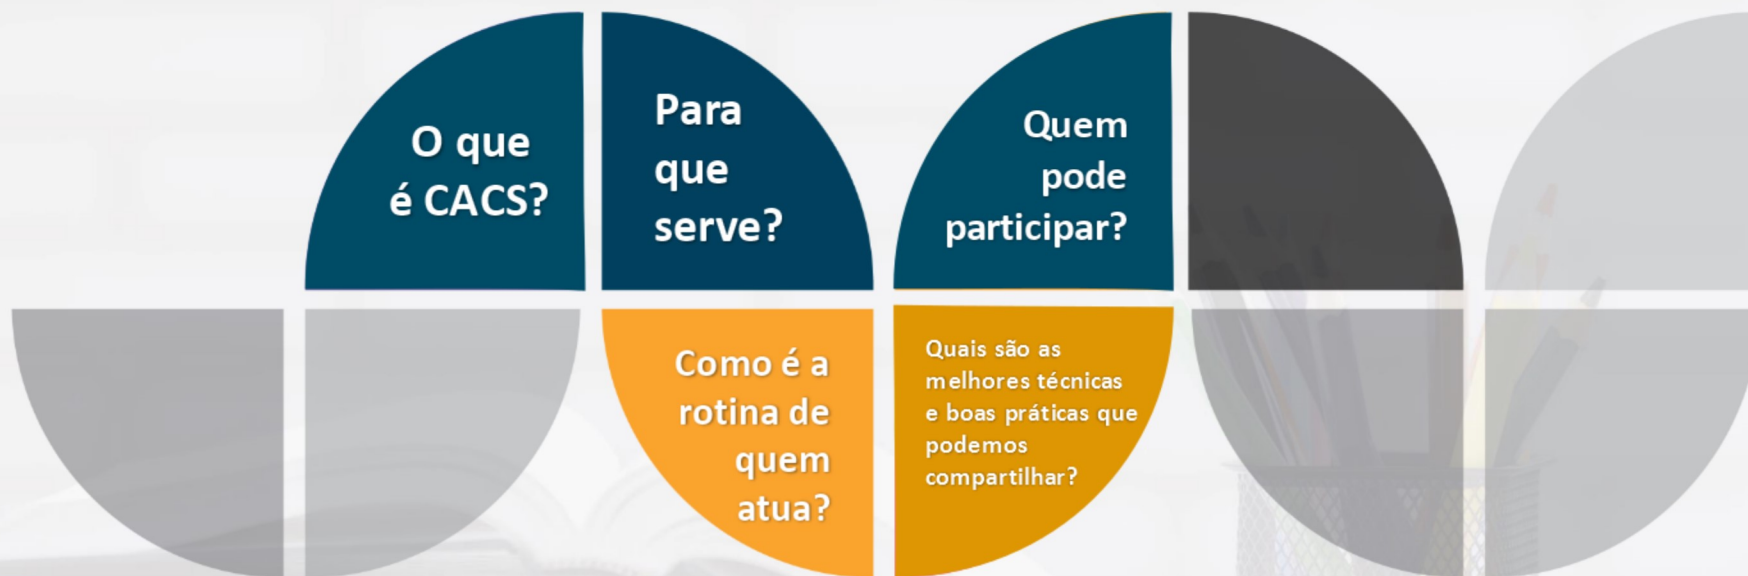 O que
é CACS?
Para
que
serve?
Quem
pode
participar?
Como é a
rotina de
quem
atua?
Quais são as
melhores técnicas
e boas práticas que
podemos
compartilhar?